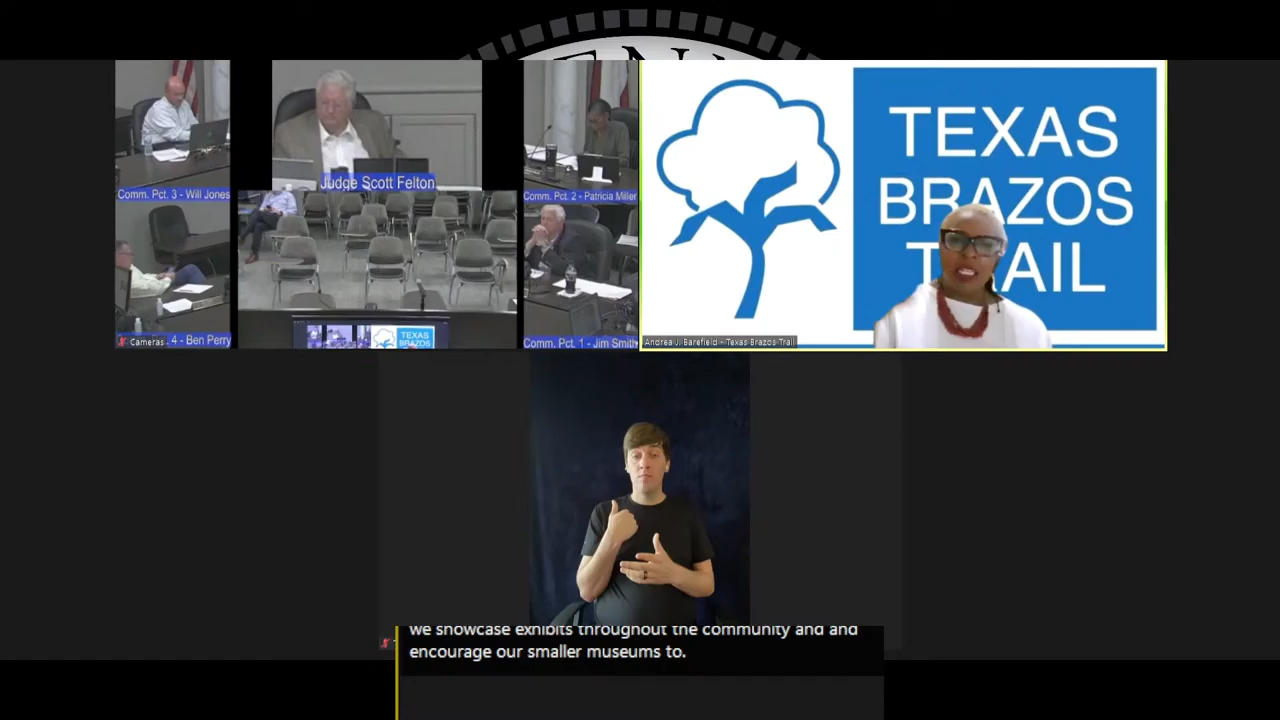 Comm. Pct. 3 - Will Jones
Judge Scott Felton
Comm. Pct. 2 - Patricia Miller
Cameras
4 - Ben Perry
TEXAS
BRAZOS
Comm. Pct. 1 - Jim Smith
TEXAS
BRAZOS
TRAIL
Andrea J. Barefield - Texas Brazos Trail
we showcase exhibits throughout the community and and
encourage our smaller museums to.